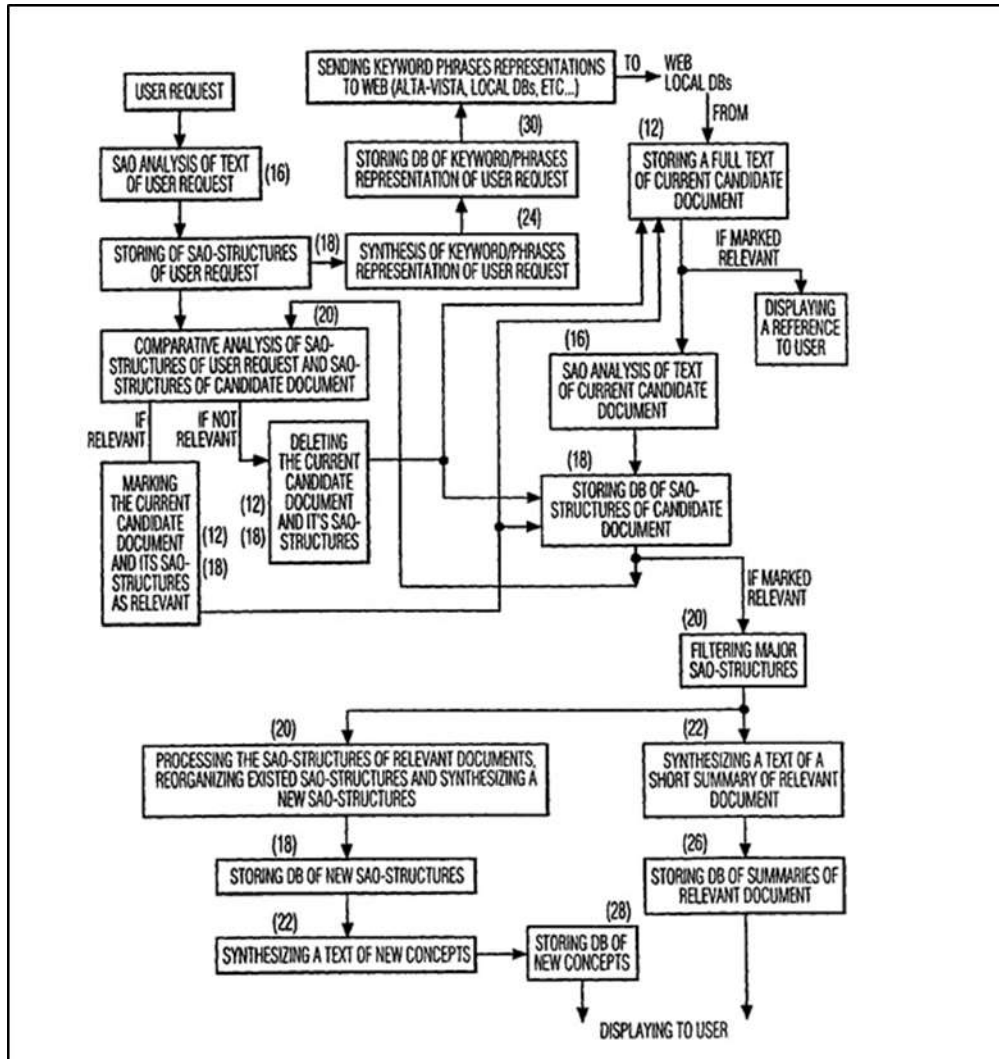 USER REQUEST
SAO ANALYSIS OF TEXT
OF USER REQUEST
(16)
STORING OF SAO-STRUCTURES
OF USER REQUEST
(18)
SENDING KEYWORD PHRASES REPRESENTATIONS
TO WEB (ALTA-VISTA, LOCAL DBs, ETC...)
TO
WEB
LOCAL DBs
FROM
(30)
STORING DB OF KEYWORD/PHRASES
REPRESENTATION OF USER REQUEST
(24)
SYNTHESIS OF KEYWORD/PHRASES
REPRESENTATION OF USER REQUEST
(12)
STORING A FULL TEXT
OF CURRENT CANDIDATE
DOCUMENT
IF MARKED
RELEVANT
DISPLAYING
A REFERENCE
TO USER
(20)
COMPARATIVE ANALYSIS OF SAO-
STRUCTURES OF USER REQUEST AND SAO-
STRUCTURES OF CANDIDATE DOCUMENT
(16)
SAO ANALYSIS OF TEXT
OF CURRENT CANDIDATE
DOCUMENT
IF
RELEVANT
IF NOT
RELEVANT
MARKING
THE CURRENT
CANDIDATE
DOCUMENT
AND ITS SAO-
STRUCTURES
AS RELEVANT
(12)
(18)
DELETING
THE CURRENT
CANDIDATE
DOCUMENT
AND IT'S SAO-
STRUCTURES
(12)
(18)
(18)
STORING DB OF SAO-
STRUCTURES OF CANDIDATE
DOCUMENT
IF MARKED
RELEVANT
(20)
FILTERING MAJOR
SAO-STRUCTURES
(20)
PROCESSING THE SAO-STRUCTURES OF RELEVANT DOCUMENTS,
REORGANIZING EXISTED SAO-STRUCTURES AND SYNTHESIZING A
NEW SAO-STRUCTURES
(22)
SYNTHESIZING A TEXT OF A
SHORT SUMMARY OF RELEVANT
DOCUMENT
(18)
STORING DB OF NEW SAO-STRUCTURES
(26)
STORING DB OF SUMMARIES OF
RELEVANT DOCUMENT
(22)
SYNTHESIZING A TEXT OF NEW CONCEPTS
(28)
STORING DB OF
NEW CONCEPTS
DISPLAYING TO USER